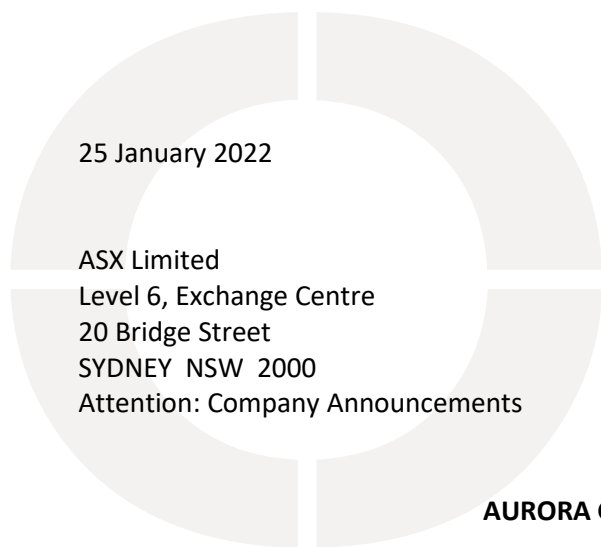 25 January 2022
ASX Limited
Level 6, Exchange Centre
20 Bridge Street
SYDNEY NSW 2000
Attention: Company Announcements
AURORA